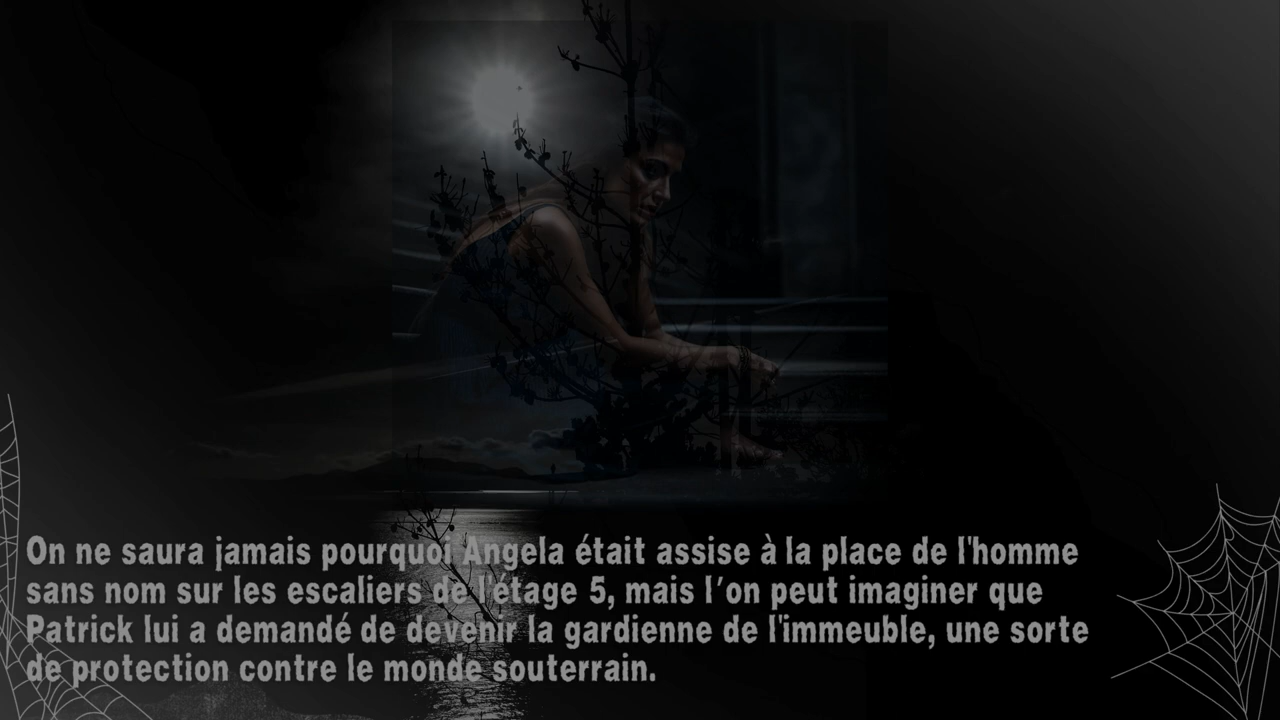 On ne saura jamais pourquoi Angela était assise à la place de l'homme
sans nom sur les escaliers de l'étage 5, mais l’on peut imaginer que
Patrick lui a demandé de devenir la gardienne de l'immeuble, une sorte
de protection contre le monde souterrain.